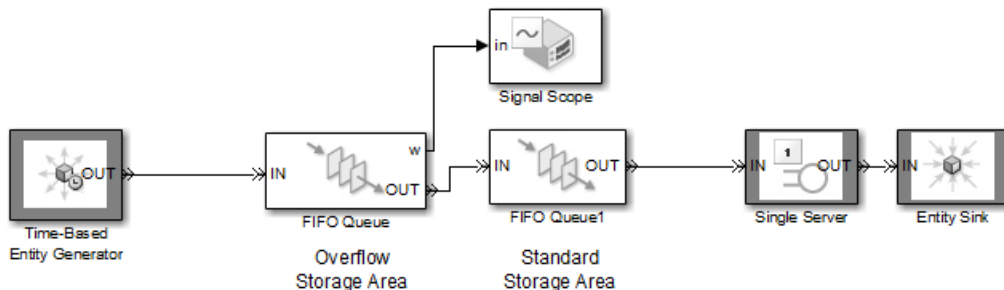 in
Signal Scope
OUT
Time-Based
Entity Generator
IN
w
OUT
FIFO Queue
Overflow
Storage Area
IN
OUT
FIFO Queue1
Standard
Storage Area
IN
1
OUT
Single Server
IN
Entity Sink